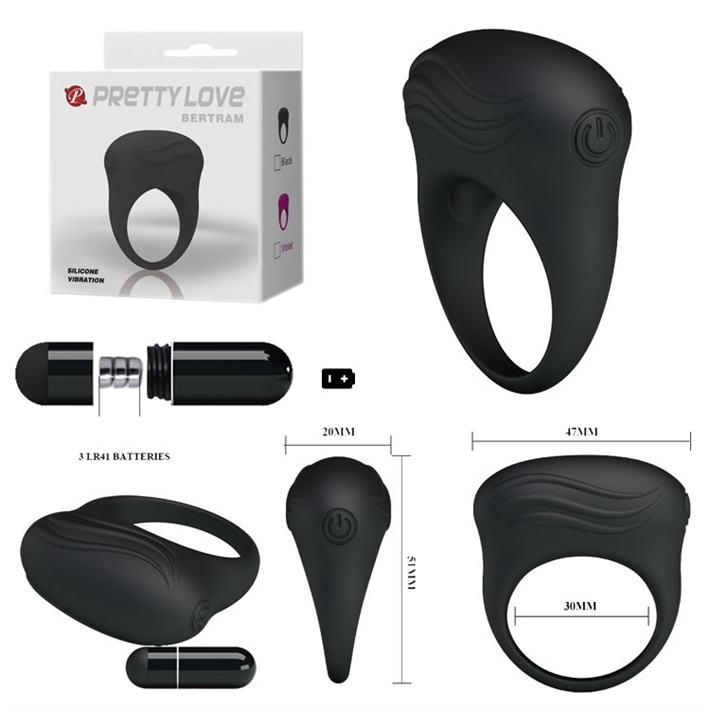 PRETTY LOVE
BERTRAM
Black
Violet
SILICONE
VIBRATION
3 LR41 BATTERIES
20MM
51MM
47MM
30MM